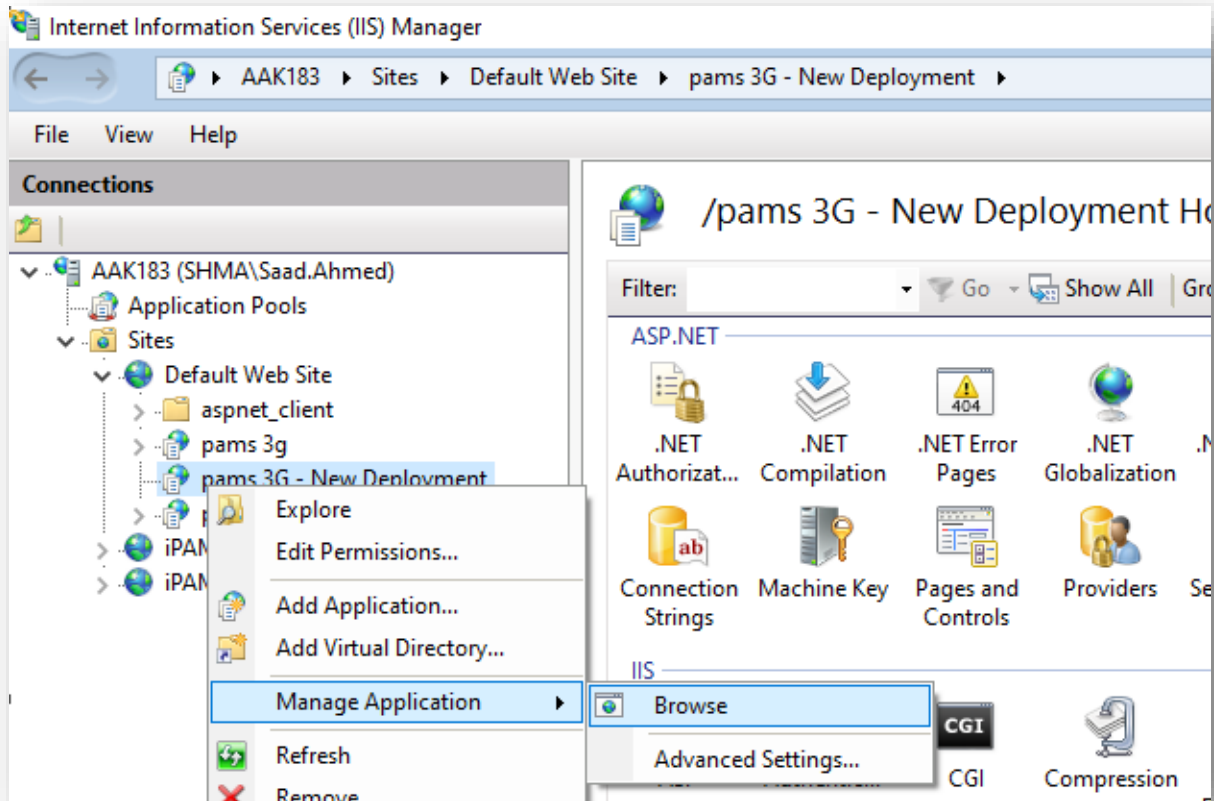 Internet Information Services (IIS) Manager
AAK183 Sites Default Web Site pams 3G - New Deployment
File View Help
Connections
AAK183 (SHMA\Saad.Ahmed)
Application Pools
Sites
Default Web Site
aspnet_client
pams 3g
pams 3G - New Deployment
Explore
Edit Permissions...
Add Application...
Add Virtual Directory...
Manage Application
Refresh
Remove
Browse
Advanced Settings...
/pams 3G - New Deployment
Filter: Go Show All
ASP.NET
.NET Authorizat...
.NET Compilation
.NET Error Pages
404
.NET Globalization
ab
Connection Strings
Machine Key
Pages and Controls
Providers
IIS
CGI
CGI
Compression